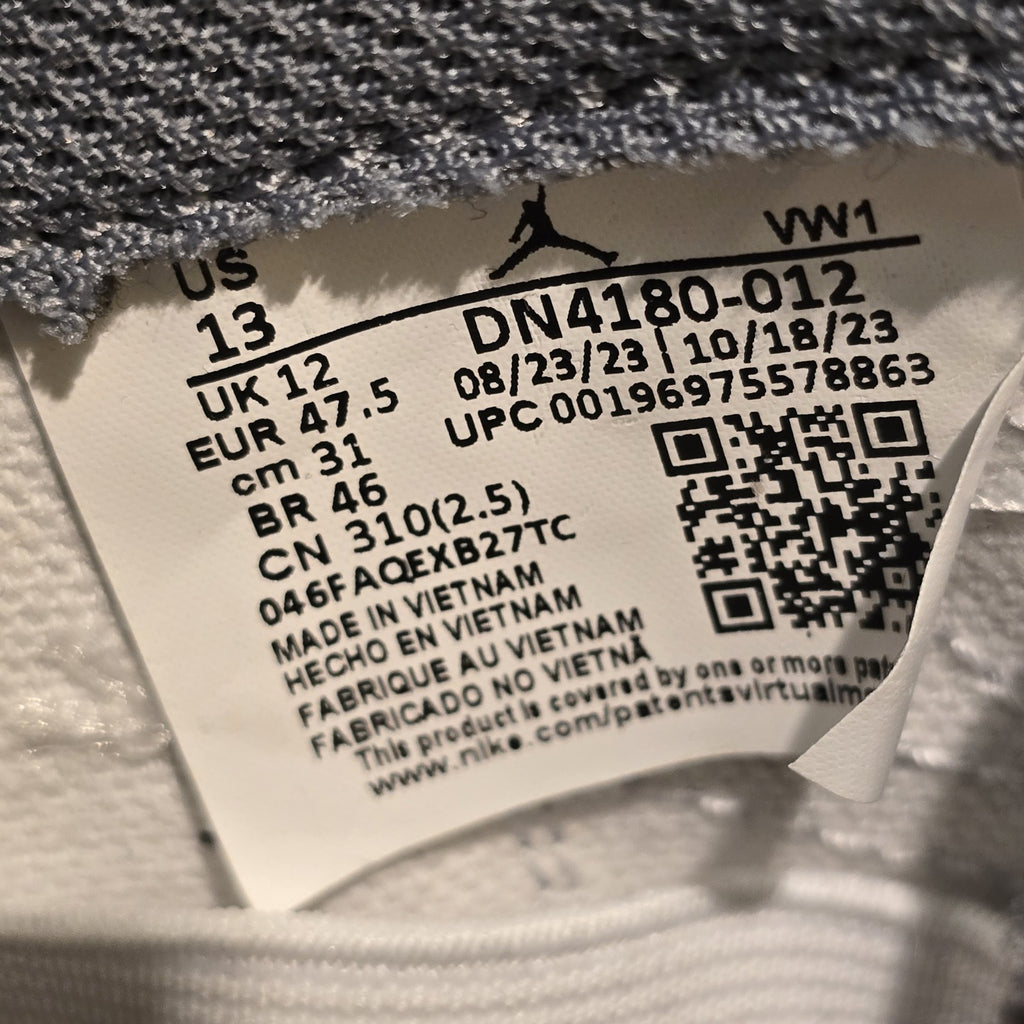 US
VW1
13
DN4180-012
UK 12
08/23/23 | 10/18/23
EUR 47.5
UPC 00196975578863
cm 31
BR 46
CN 310(2.5)
046FAQEXB27TC
MADE IN VIETNAM
HECHO EN VIETNAM
FABRIQUE AU VIETNAM
FABRICADO NO VIETNÃ
This product is covered by one or more
www.nike.com/patentsvirtualm